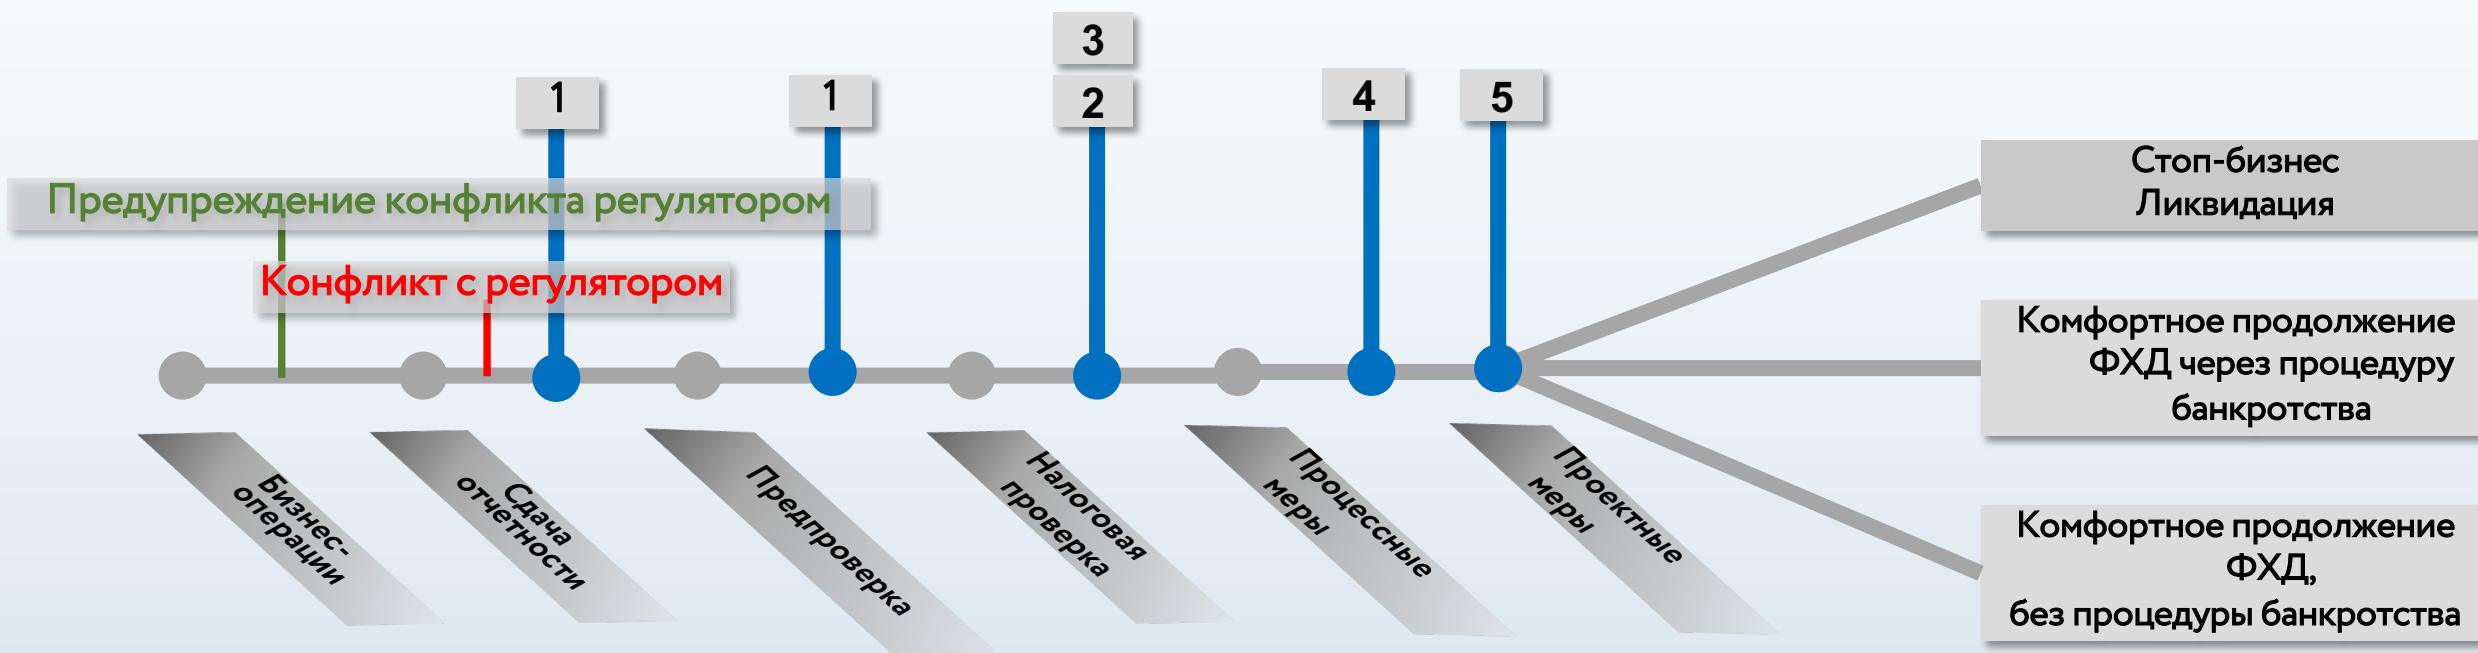 3
1
1
2
4
5
Предупреждение конфликта регулятором
Конфликт с регулятором
Стоп-бизнес
Ликвидация
Комфортное продолжение
ФХД через процедуру
банкротства
Комфортное продолжение
ФХД,
без процедуры банкротства
Бизнес-
операции
Сдача
отчетности
Предпроверка
Налоговая
проверка
Процессные
меры
Проектные
меры